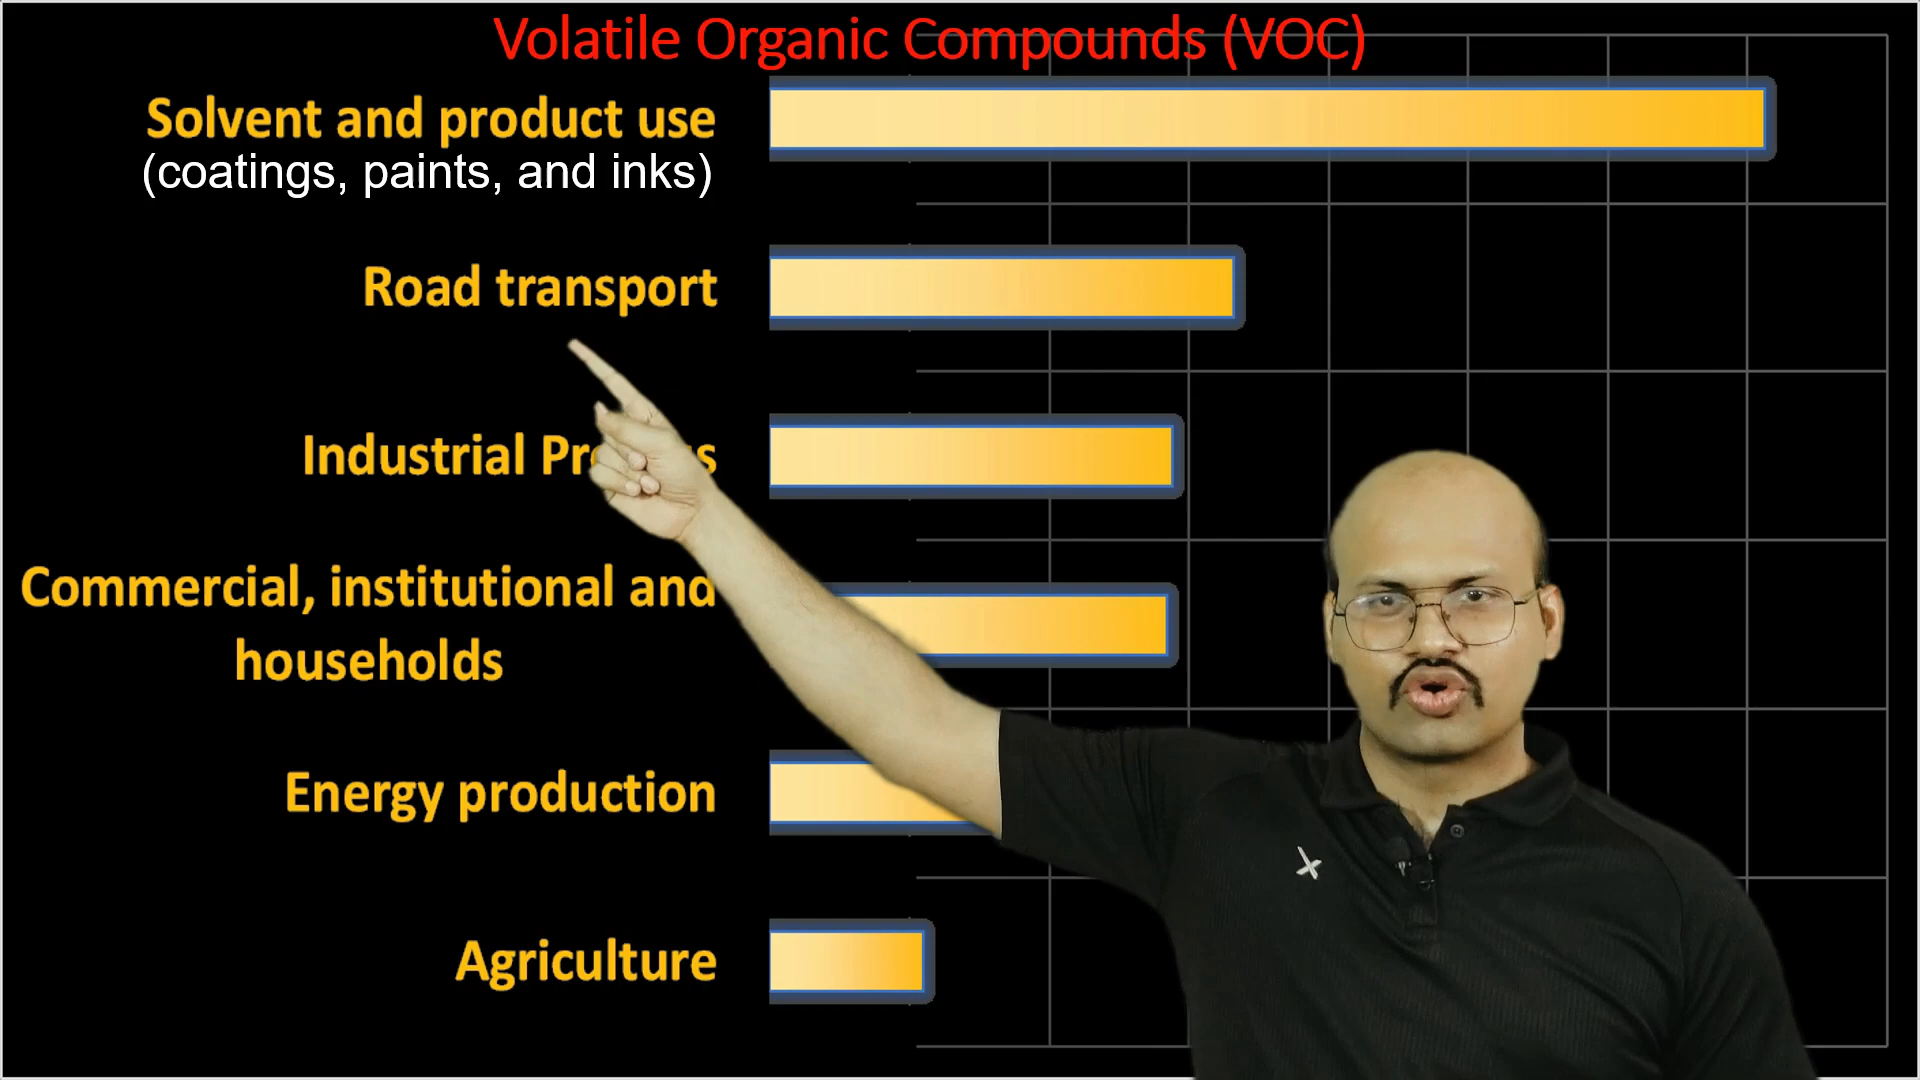 Volatile Organic Compounds (VOC)
Solvent and product use
(coatings, paints, and inks)
Road transport
Industrial
Commercial, institutional and
households
Energy production
Agriculture